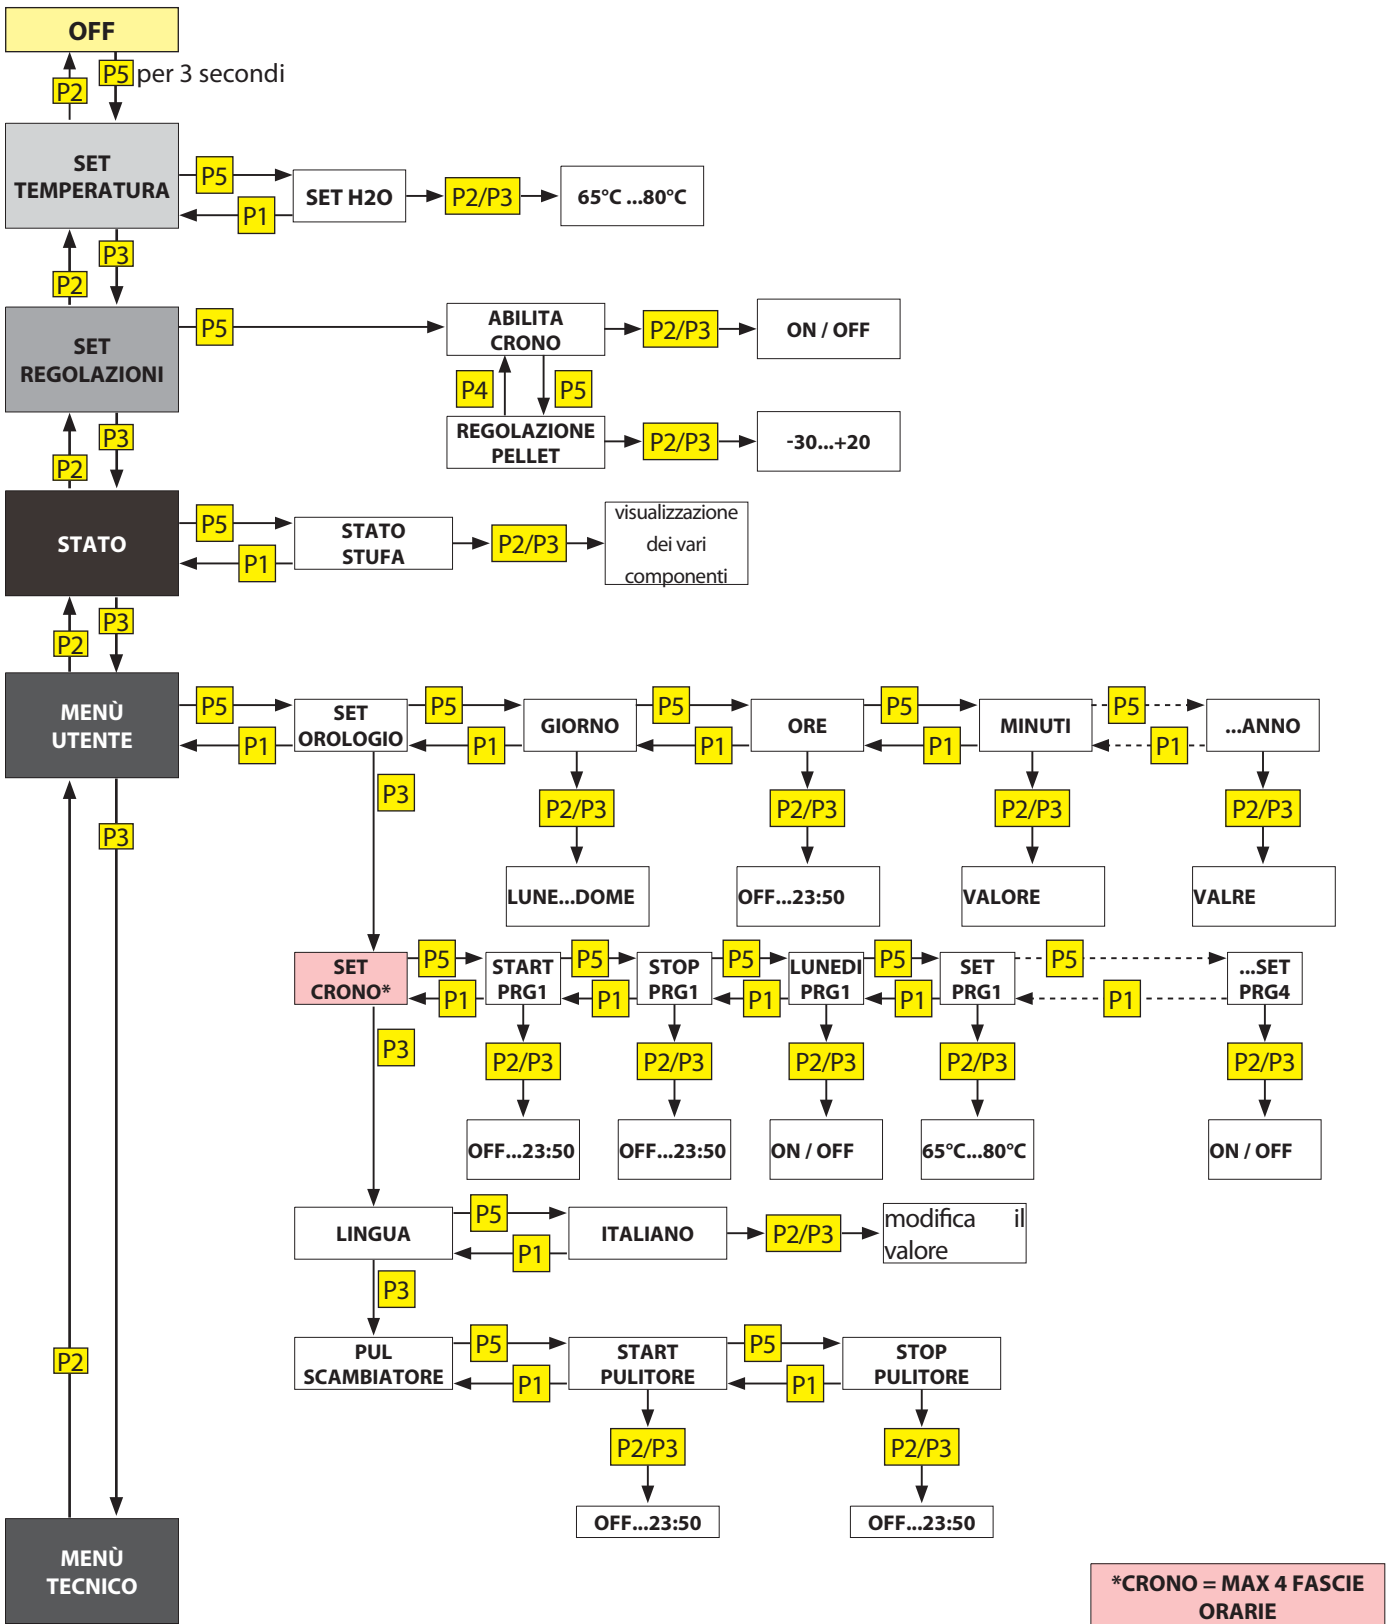 OFF
P2
P5 per 3 secondi
SET
TEMPERATURA
P5
P1
SET H2O
P2/P3
65°C ...80°C
P2
P3
SET
REGOLAZIONI
P5
ABILITA
CRONO
P2/P3
ON / OFF
P4
P5
REGOLAZIONE
PELLET
P2/P3
-30...+20
P2
P3
STATO
P5
P1
STATO
STUFA
P2/P3
visualizzazione
dei vari
componenti
P2
P3
MENÙ
UTENTE
P5
P1
SET
OROLOGIO
P5
P1
GIORNO
P5
P1
ORE
P5
P1
MINUTI
P5
P1
...ANNO
P3
P2/P3
P2/P3
P2/P3
P2/P3
LUNE...DOME
OFF...23:50
VALORE
VALRE
P3
SET
CRONO*
P5
P1
START
PRG1
P5
P1
STOP
PRG1
P5
P1
LUNEDI
PRG1
P5
P1
SET
PRG1
P5
P1
...SET
PRG4
P3
P2/P3
P2/P3
P2/P3
P2/P3
P2/P3
OFF...23:50
OFF...23:50
ON / OFF
65°C...80°C
ON / OFF
LINGUA
P5
P1
ITALIANO
P2/P3
modifica il
valore
P3
PUL
SCAMBIATORE
P5
P1
START
PULITORE
P5
P1
STOP
PULITORE
P2
P2/P3
P2/P3
OFF...23:50
OFF...23:50
MENÙ
TECNICO
*CRONO = MAX 4 FASCIE
ORARIE